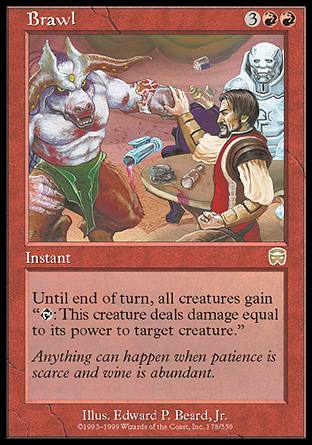 Brawl 3
Instant
Until end of turn, all creatures gain
“: This creature deals damage equal
to its power to target creature.”
Anything can happen when patience is
scarce and wine is abundant.
Illus. Edward P. Beard, Jr.
©1993–1999 Wizards of the Coast, Inc. 178/350